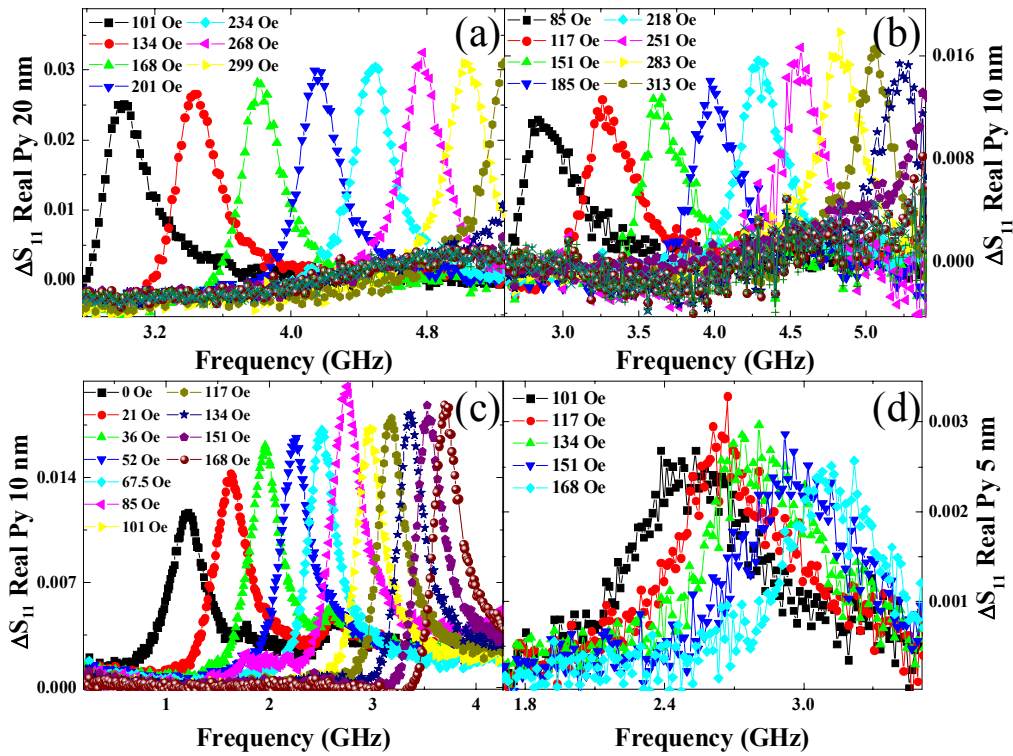 101 Oe 234 Oe
134 Oe 268 Oe
168 Oe 299 Oe
201 Oe
(a)
0.03
0.02
0.01
0.00
ΔS11 Real Py 20 nm
3.2 4.0 4.8
Frequency (GHz)
85 Oe 218 Oe
117 Oe 251 Oe
151 Oe 283 Oe
185 Oe 313 Oe
(b)
0.016
0.008
0.000
ΔS11 Real Py 10 nm
2.5 3.0 3.5 4.0 4.5 5.0
Frequency (GHz)
0 Oe 117 Oe
21 Oe 134 Oe
36 Oe 151 Oe
52 Oe 168 Oe
67.5 Oe
85 Oe
101 Oe
(c)
0.014
0.007
0.000
ΔS11 Real Py 10 nm
1 2 3 4
Frequency (GHz)
101 Oe
117 Oe
134 Oe
151 Oe
168 Oe
(d)
0.003
0.002
0.001
ΔS11 Real Py 5 nm
1.8 2.4 3.0
Frequency (GHz)